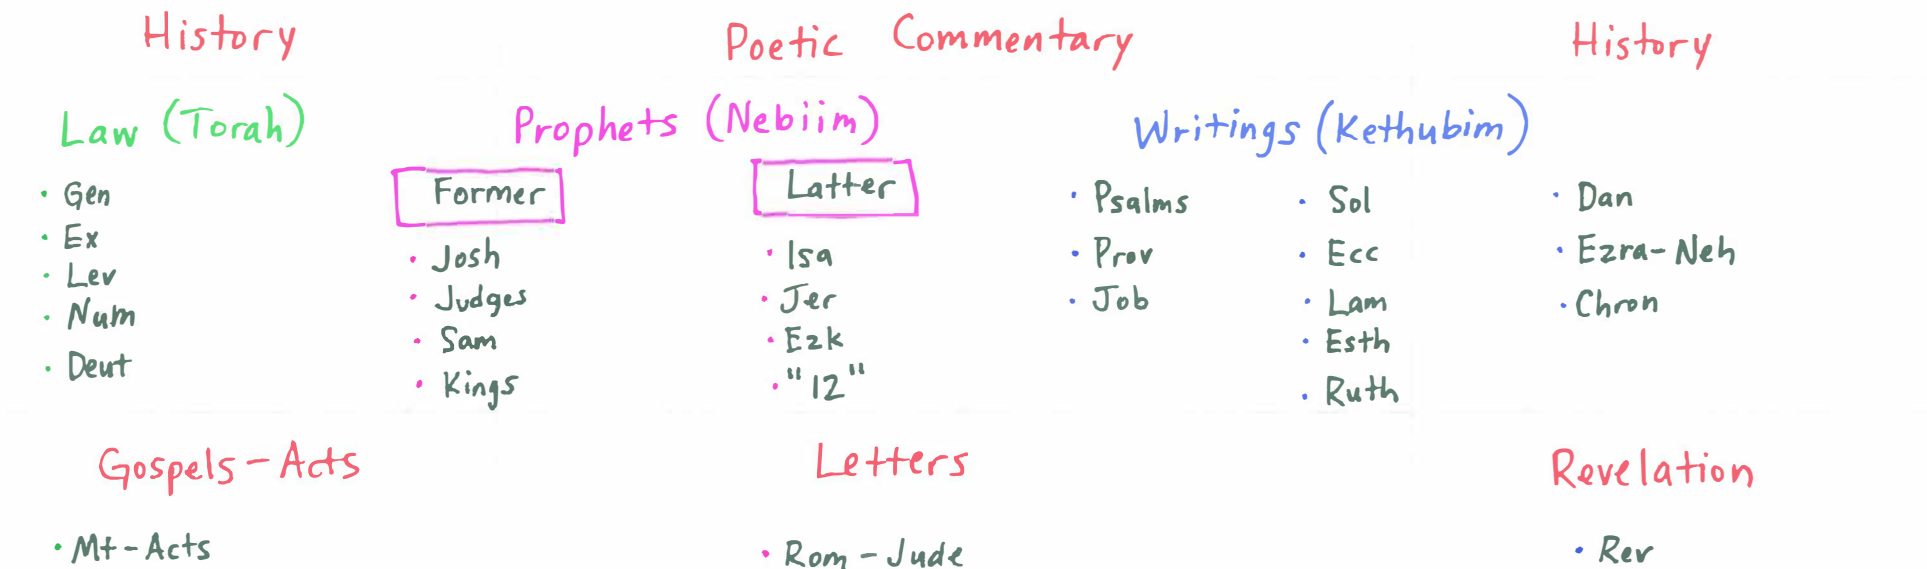 History
Poetic Commentary
History
Law (Torah)
• Gen
• Ex
• Lev
• Num
• Deut
Prophets (Nebiim)
Former
• Josh
• Judges
• Sam
• Kings
Latter
• Isa
• Jer
• Ezk
• "12"
Writings (Kethubim)
• Psalms
• Prov
• Job
• Sol
• Ecc
• Lam
• Esth
• Ruth
• Dan
• Ezra-Neh
• Chron
Gospels-Acts
• Mt-Acts
Letters
• Rom-Jude
Revelation
• Rev